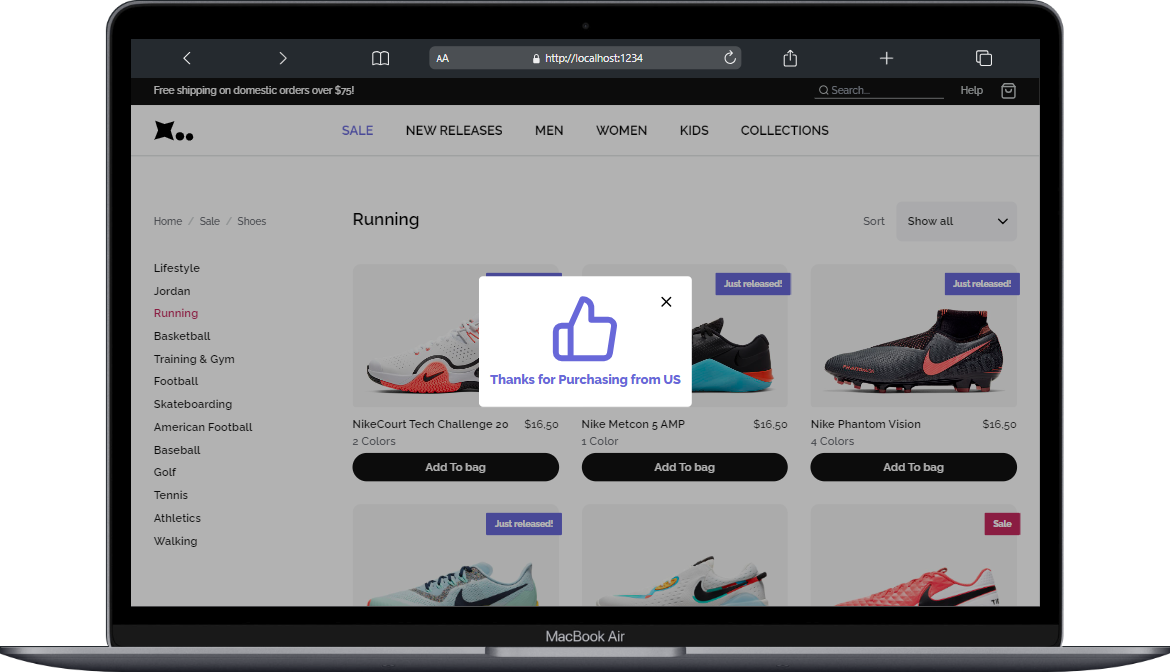 AA
http://localhost:1234
Free shipping on domestic orders over $75!
Search...
Help
SALE
NEW RELEASES
MEN
WOMEN
KIDS
COLLECTIONS
Home / Sale / Shoes
Running
Sort
Show all
Lifestyle
Jordan
Running
Basketball
Training & Gym
Football
Skateboarding
American Football
Baseball
Golf
Tennis
Athletics
Walking
Just released!
Just released!
Thanks for Purchasing from US
NikeCourt Tech Challenge 20
$16,50
2 Colors
Add To bag
Nike Metcon 5 AMP
$16,50
1 Color
Add To bag
Nike Phantom Vision
$16,50
4 Colors
Add To bag
Just released!
Sale
MacBook Air